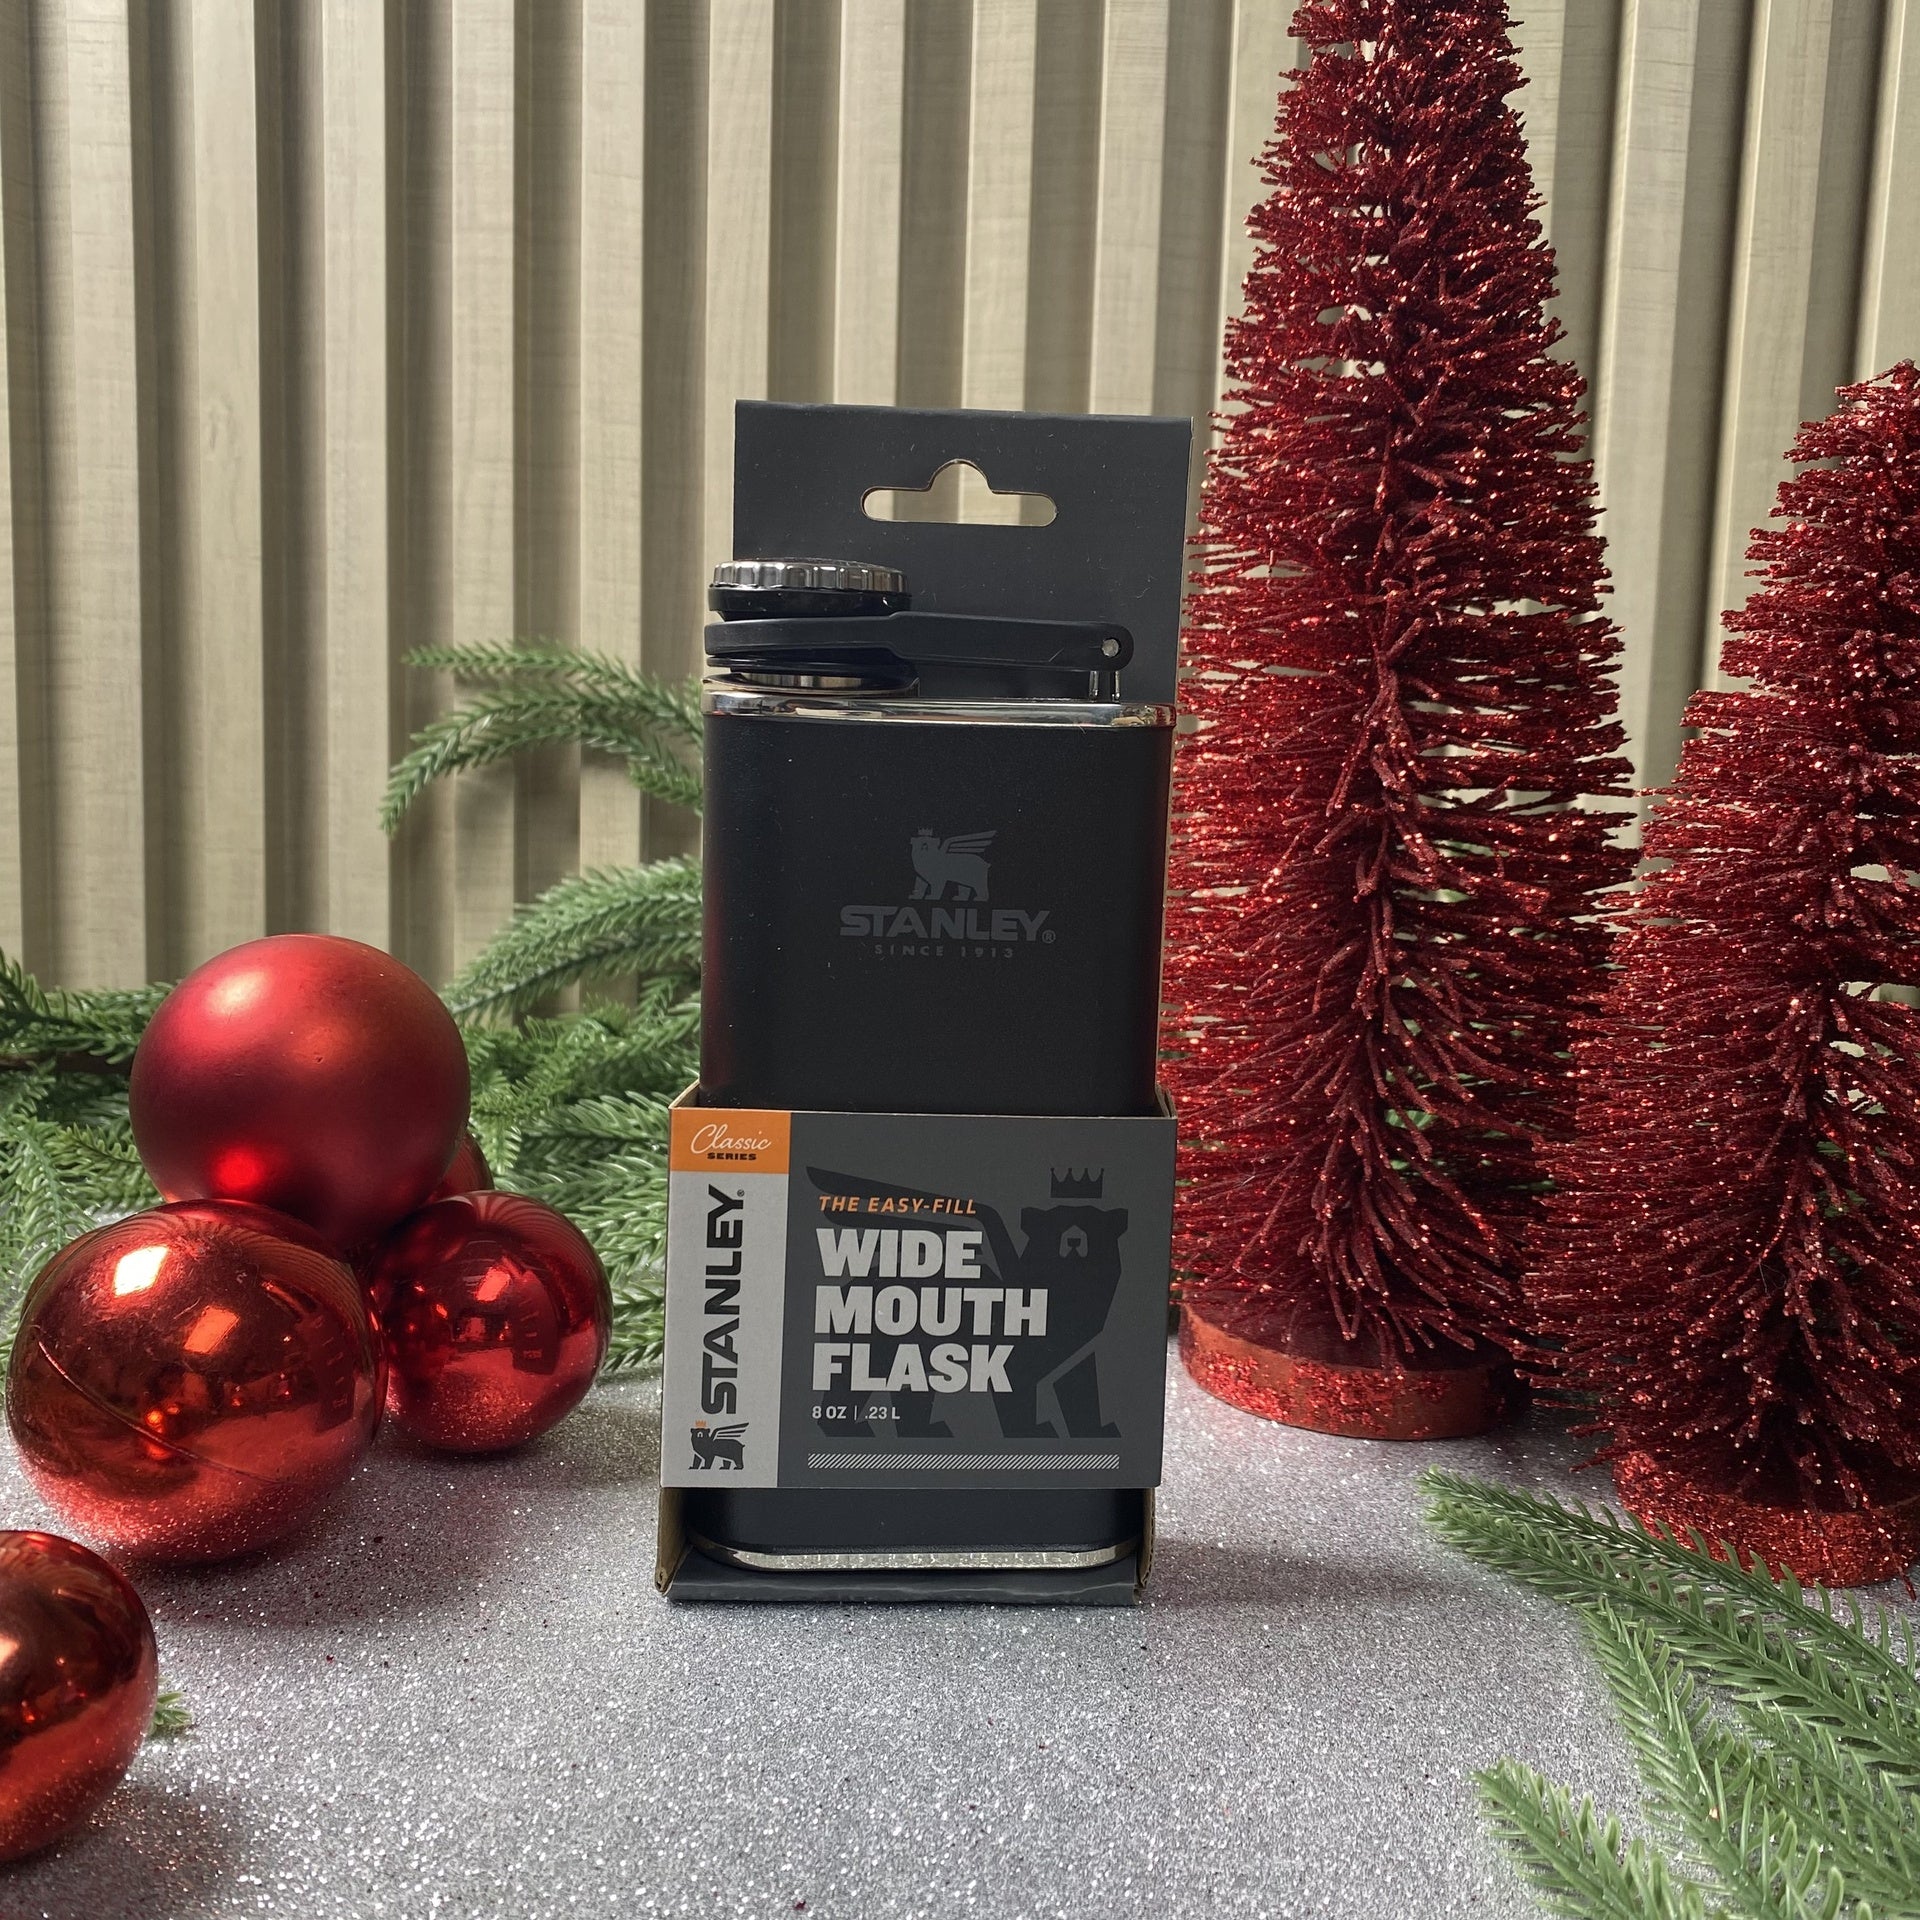 STANLEY®
SINCE 1913
Classic
SERIES
STANLEY®
THE EASY-FILL
WIDE
MOUTH
FLASK
8 OZ | .23 L